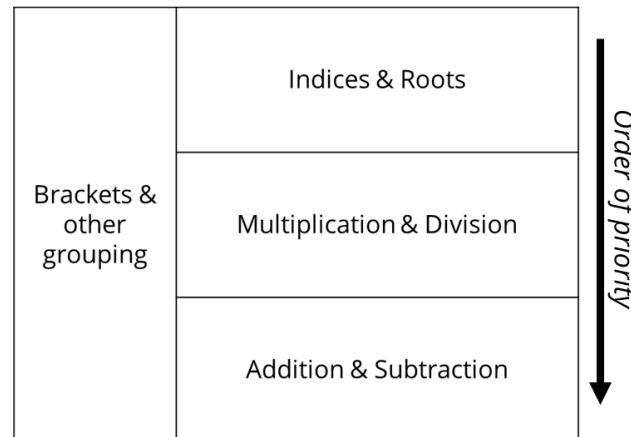 Brackets &
other
grouping
Indices & Roots
Multiplication & Division
Addition & Subtraction
Order of priority